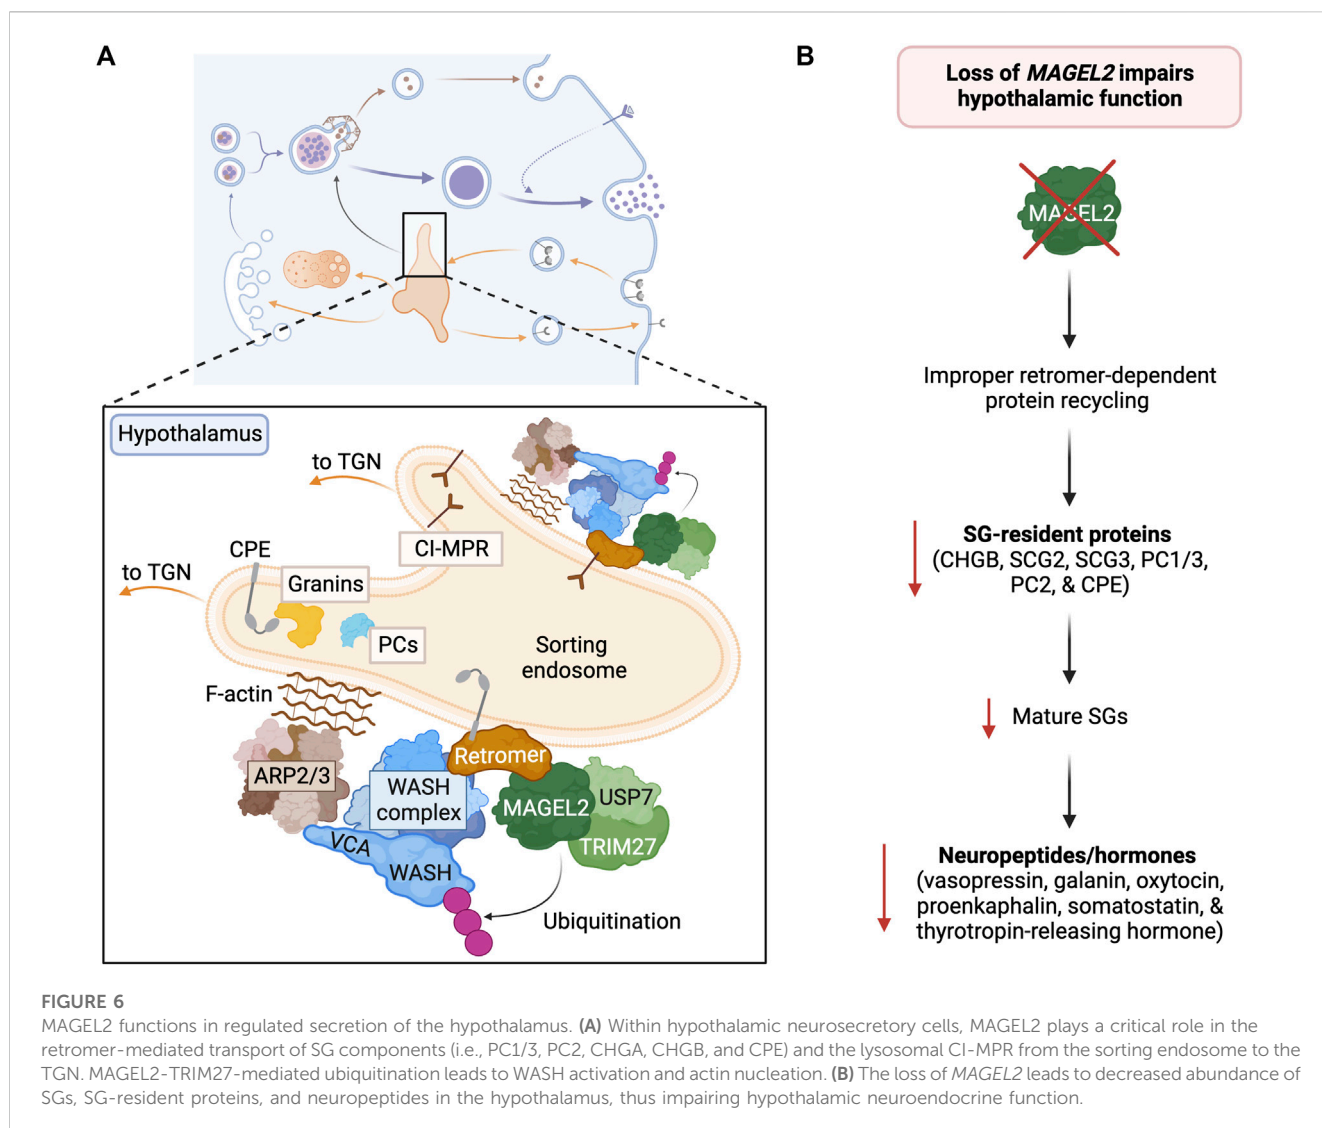 A
Hypothalamus
to TGN
CI-MPR
CPE
to TGN
Granins
PCs
Sorting
endosome
F-actin
ARP2/3
WASH
complex
Retromer
MAGEL2
USP7
TRIM27
VCA
WASH
Ubiquitination
B
Loss of MAGEL2 impairs
hypothalamic function
MAGEL2
Improper retromer-dependent
protein recycling
SG-resident proteins
(CHGB, SCG2, SCG3, PC1/3,
PC2, & CPE)
Mature SGs
Neuropeptides/hormones
(vasopressin, galanin, oxytocin,
proenkaphalin, somatostatin, &
thyrotropin-releasing hormone)
FIGURE 6
MAGEL2 functions in regulated secretion of the hypothalamus. (A) Within hypothalamic neurosecretory cells, MAGEL2 plays a critical role in the
retromer-mediated transport of SG components (i.e., PC1/3, PC2, CHGA, CHGB, and CPE) and the lysosomal CI-MPR from the sorting endosome to the
TGN. MAGEL2-TRIM27-mediated ubiquitination leads to WASH activation and actin nucleation. (B) The loss of MAGEL2 leads to decreased abundance of
SGs, SG-resident proteins, and neuropeptides in the hypothalamus, thus impairing hypothalamic neuroendocrine function.